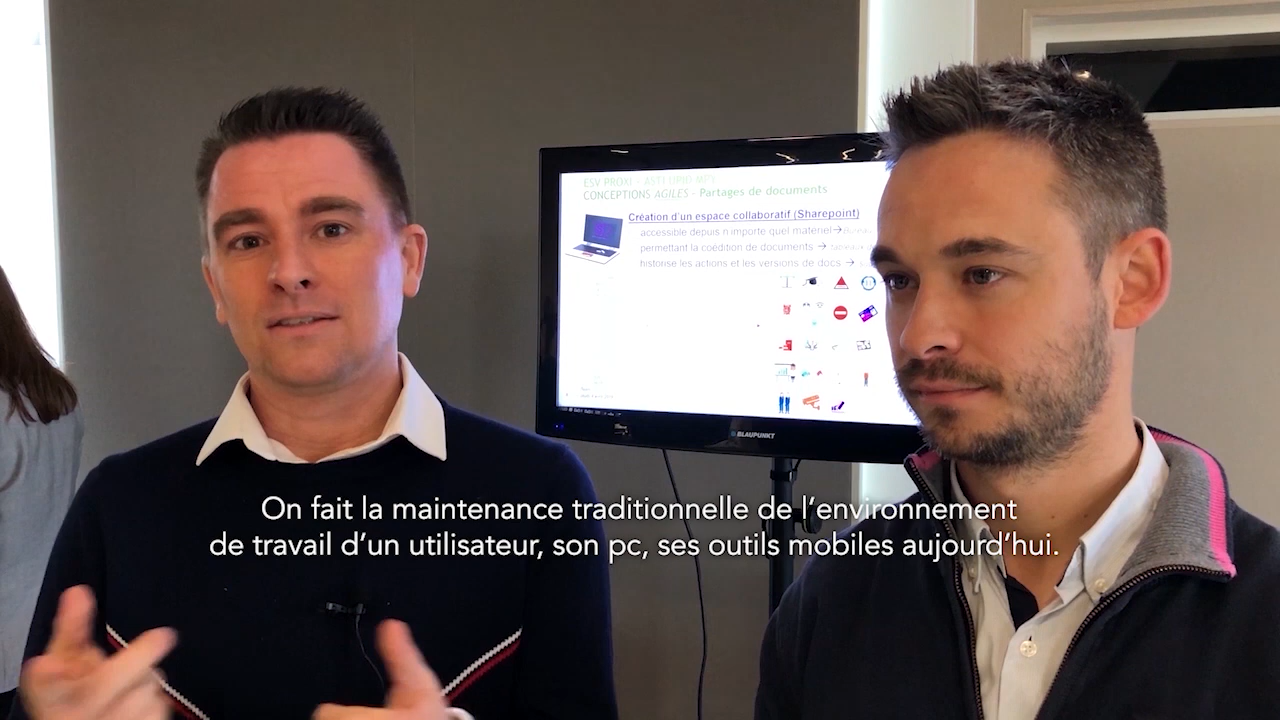 ESV PROXI
CONCEPTIONS AGILES - Partages de documents
Création d'un espace collaboratif (Sharepoint)
accessible depuis n importe quel matériel →Bureau
permettant la coédition de documents → Tableaux
historise les actions et les versions de docs →
BLAUPUNKT
On fait la maintenance traditionnelle de l'environnement
de travail d'un utilisateur, son pc, ses outils mobiles aujourd'hui.